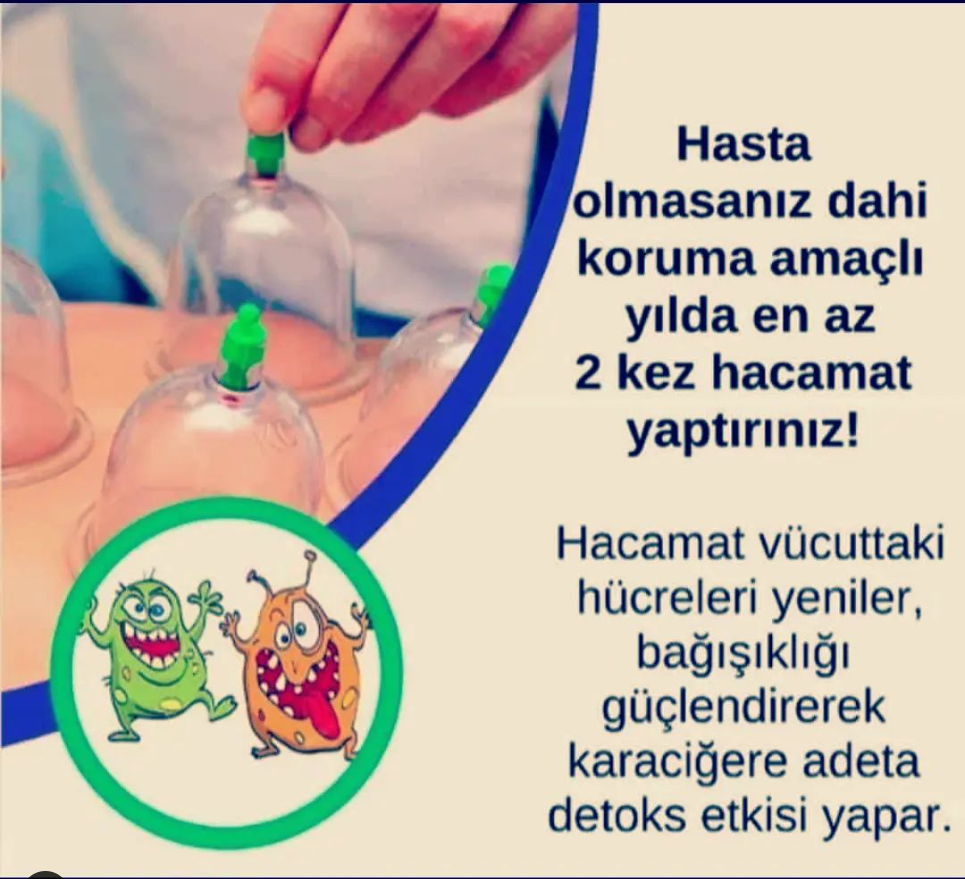 Hasta
olmasanız dahi
koruma amaçlı
yılda en az
2 kez hacamat
yaptırınız!
Hacamat vücuttaki
hücreleri yeniler,
bağışıklığı
güçlendirerek
karaciğere adeta
detoks etkisi yapar.